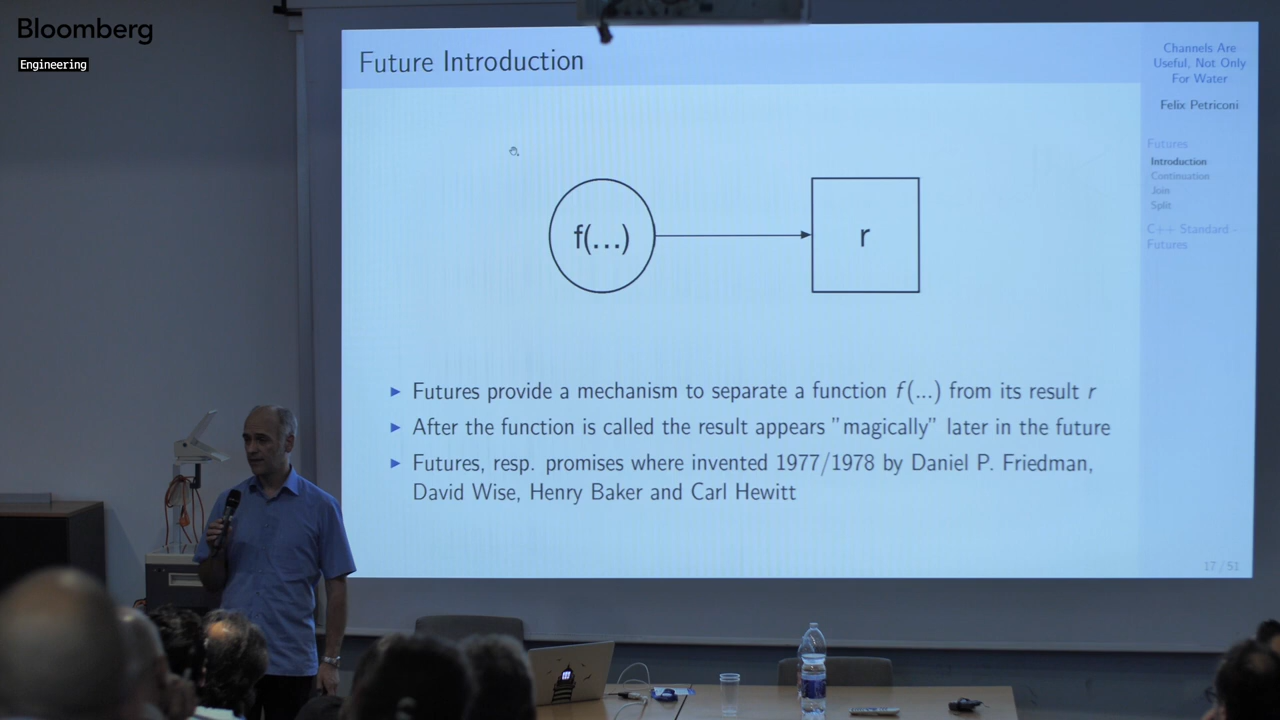 Bloomberg
Engineering
Future Introduction
f(...)
r
▶ Futures provide a mechanism to separate a function f(...) from its result r
▶ After the function is called the result appears "magically" later in the future
▶ Futures, resp. promises where invented 1977/1978 by Daniel P. Friedman,
David Wise, Henry Baker and Carl Hewitt
Channels Are
Useful, Not Only
For Water
Felix Petriconi
Futures
Introduction
Continuation
Join
Split
C++ Standard -
Futures
17 / 51